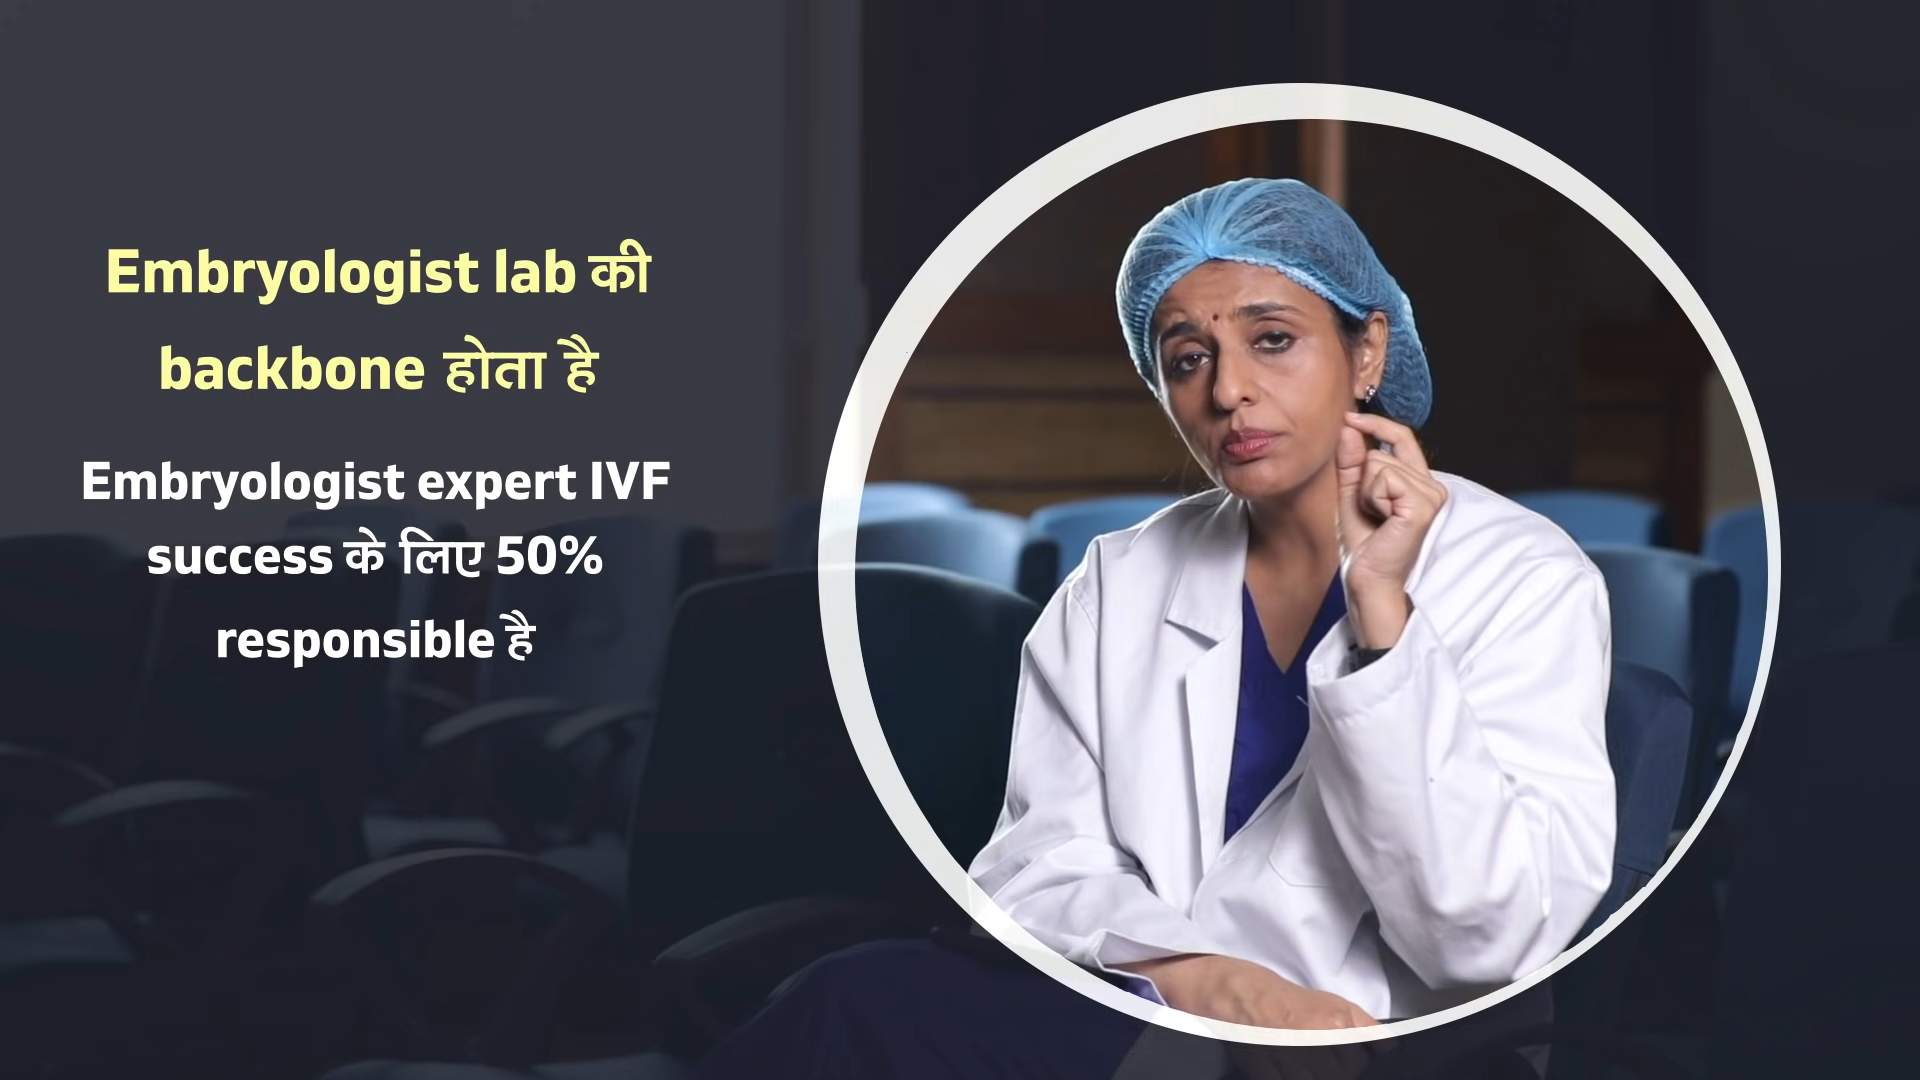 Embryologist lab की
backbone होता है
Embryologist expert IVF
success के लिए 50%
responsible है